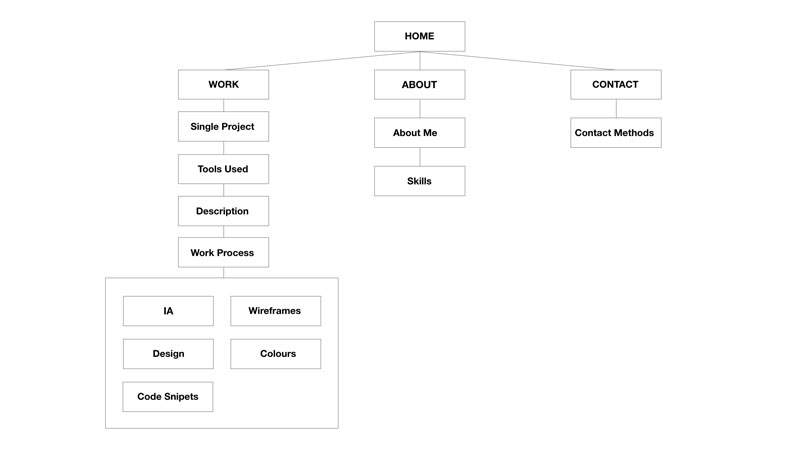 HOME
WORK
ABOUT
CONTACT
Single Project
About Me
Contact Methods
Tools Used
Skills
Description
Work Process
IA
Wireframes
Design
Colours
Code Snipets